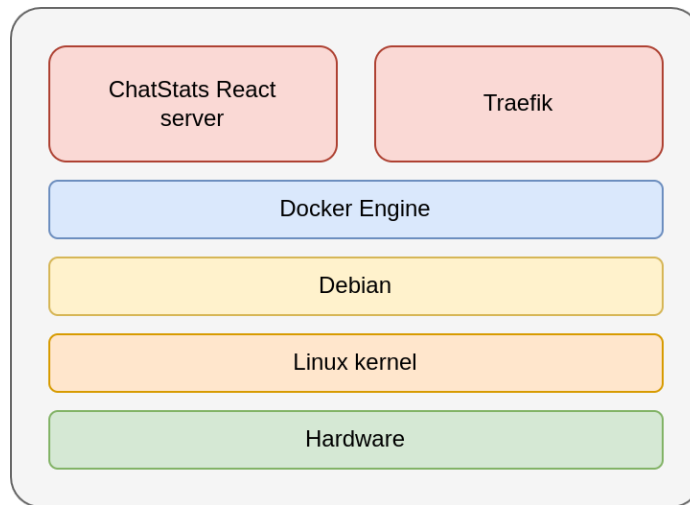 ChatStats React
server
Traefik
Docker Engine
Debian
Linux kernel
Hardware